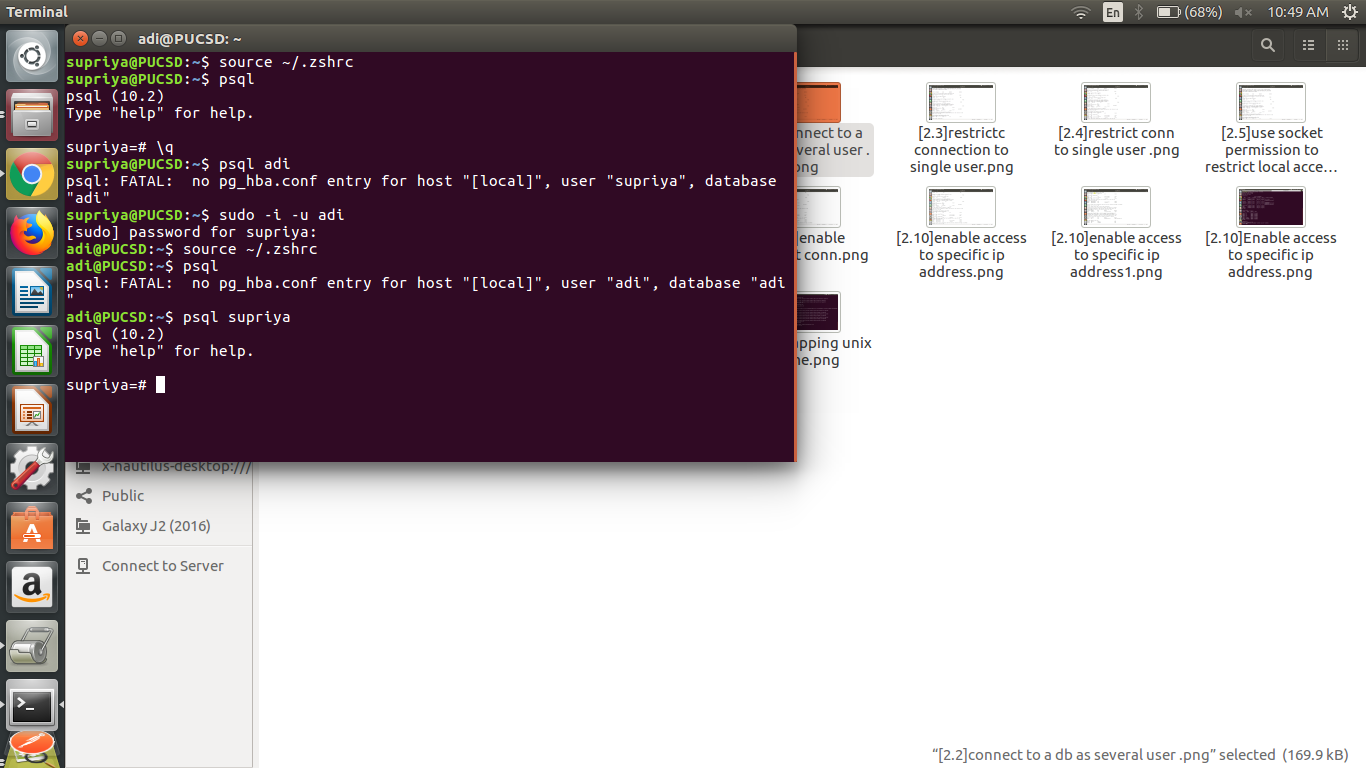 Terminal
En
(68%)
10:49 AM
adi@PUCSD: ~
supriya@PUCSD:~$ source ~/.zshrc
supriya@PUCSD:~$ psql
psql (10.2)
Type "help" for help.
supriya=# \q
supriya@PUCSD:~$ psql adi
psql: FATAL:  no pg_hba.conf entry for host "[local]", user "supriya", database
"adi"
supriya@PUCSD:~$ sudo -i -u adi
[sudo] password for supriya:
adi@PUCSD:~$ source ~/.zshrc
adi@PUCSD:~$ psql
psql: FATAL:  no pg_hba.conf entry for host "[local]", user "adi", database "adi
"
adi@PUCSD:~$ psql supriya
psql (10.2)
Type "help" for help.
supriya=#
nnect to a
veral user .
png
[2.3]restrictc
connection to
single user.png
[2.4]restrict conn
to single user .png
[2.5]use socket
permission to
restrict local acce…
]enable
t conn.png
[2.10]enable access
to specific ip
address.png
[2.10]enable access
to specific ip
address1.png
[2.10]Enable access
to specific ip
address.png
pping unix
ne.png
x-nautilus-desktop:///
Public
Galaxy J2 (2016)
Connect to Server
“[2.2]connect to a db as several user .png” selected  (169.9 kB)